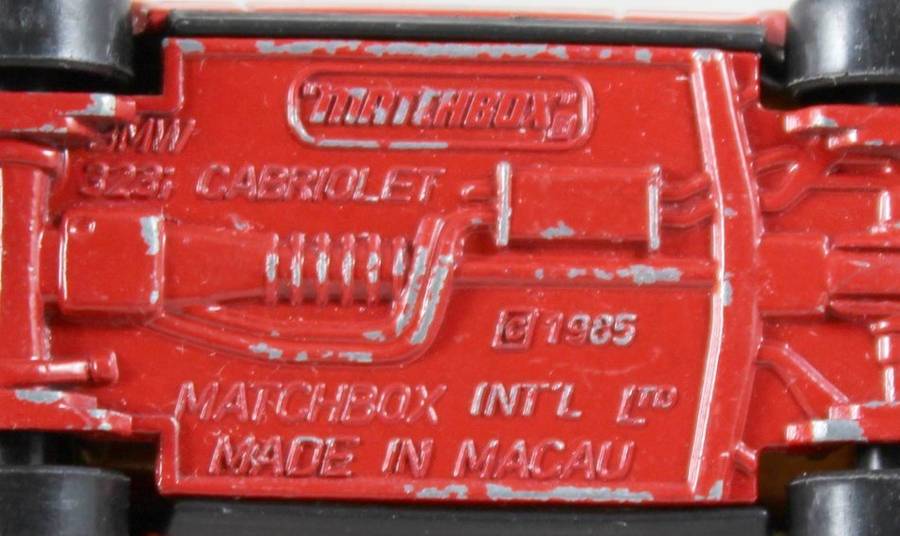 "MATCHBOX"
BMW
323i CABRIOLET
© 1985
MATCHBOX INT'L LTD
MADE IN MACAU